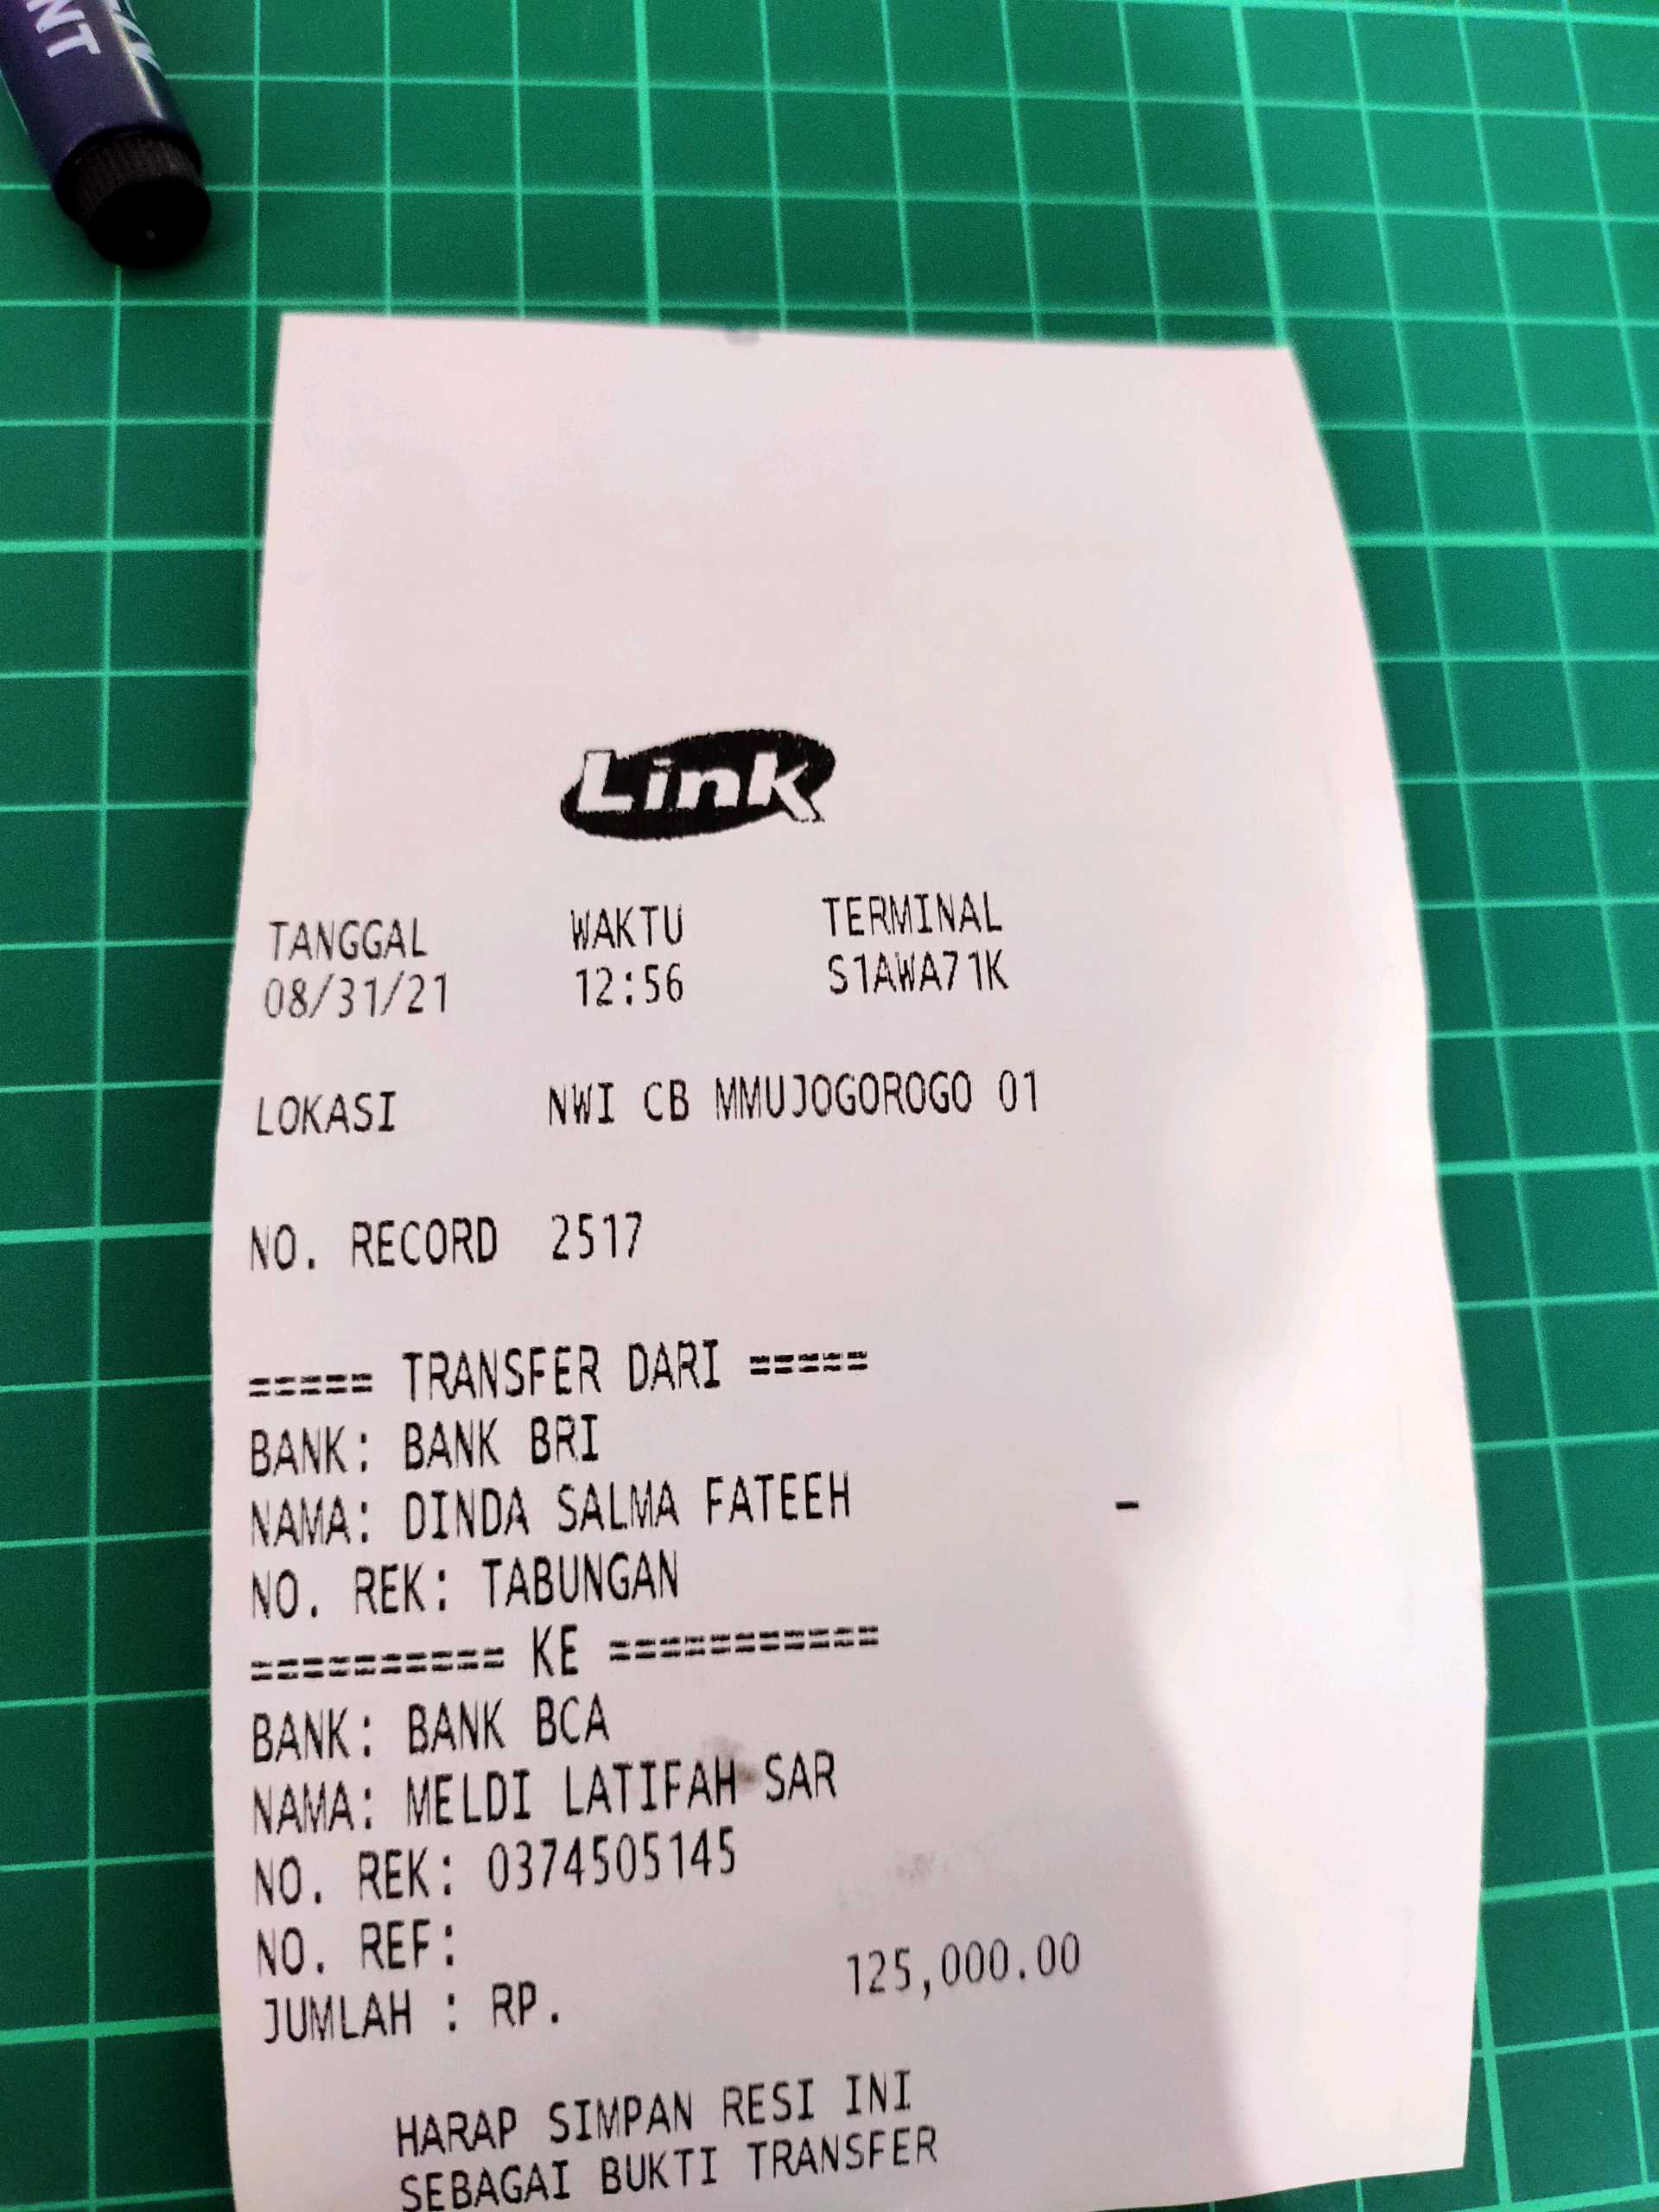 NT
Link
TANGGAL WAKTU TERMINAL
08/31/21 12:56 S1AWA71K
LOKASI NWI CB MMUJOGOROGO 01
NO. RECORD 2517
===== TRANSFER DARI =====
BANK: BANK BRI
NAMA: DINDA SALMA FATEEH -
NO. REK: TABUNGAN
========== KE ===========
BANK: BANK BCA
NAMA: MELDI LATIFAH SAR
NO. REK: 0374505145
NO. REF:
JUMLAH : RP. 125,000.00
HARAP SIMPAN RESI INI
SEBAGAI BUKTI TRANSFER